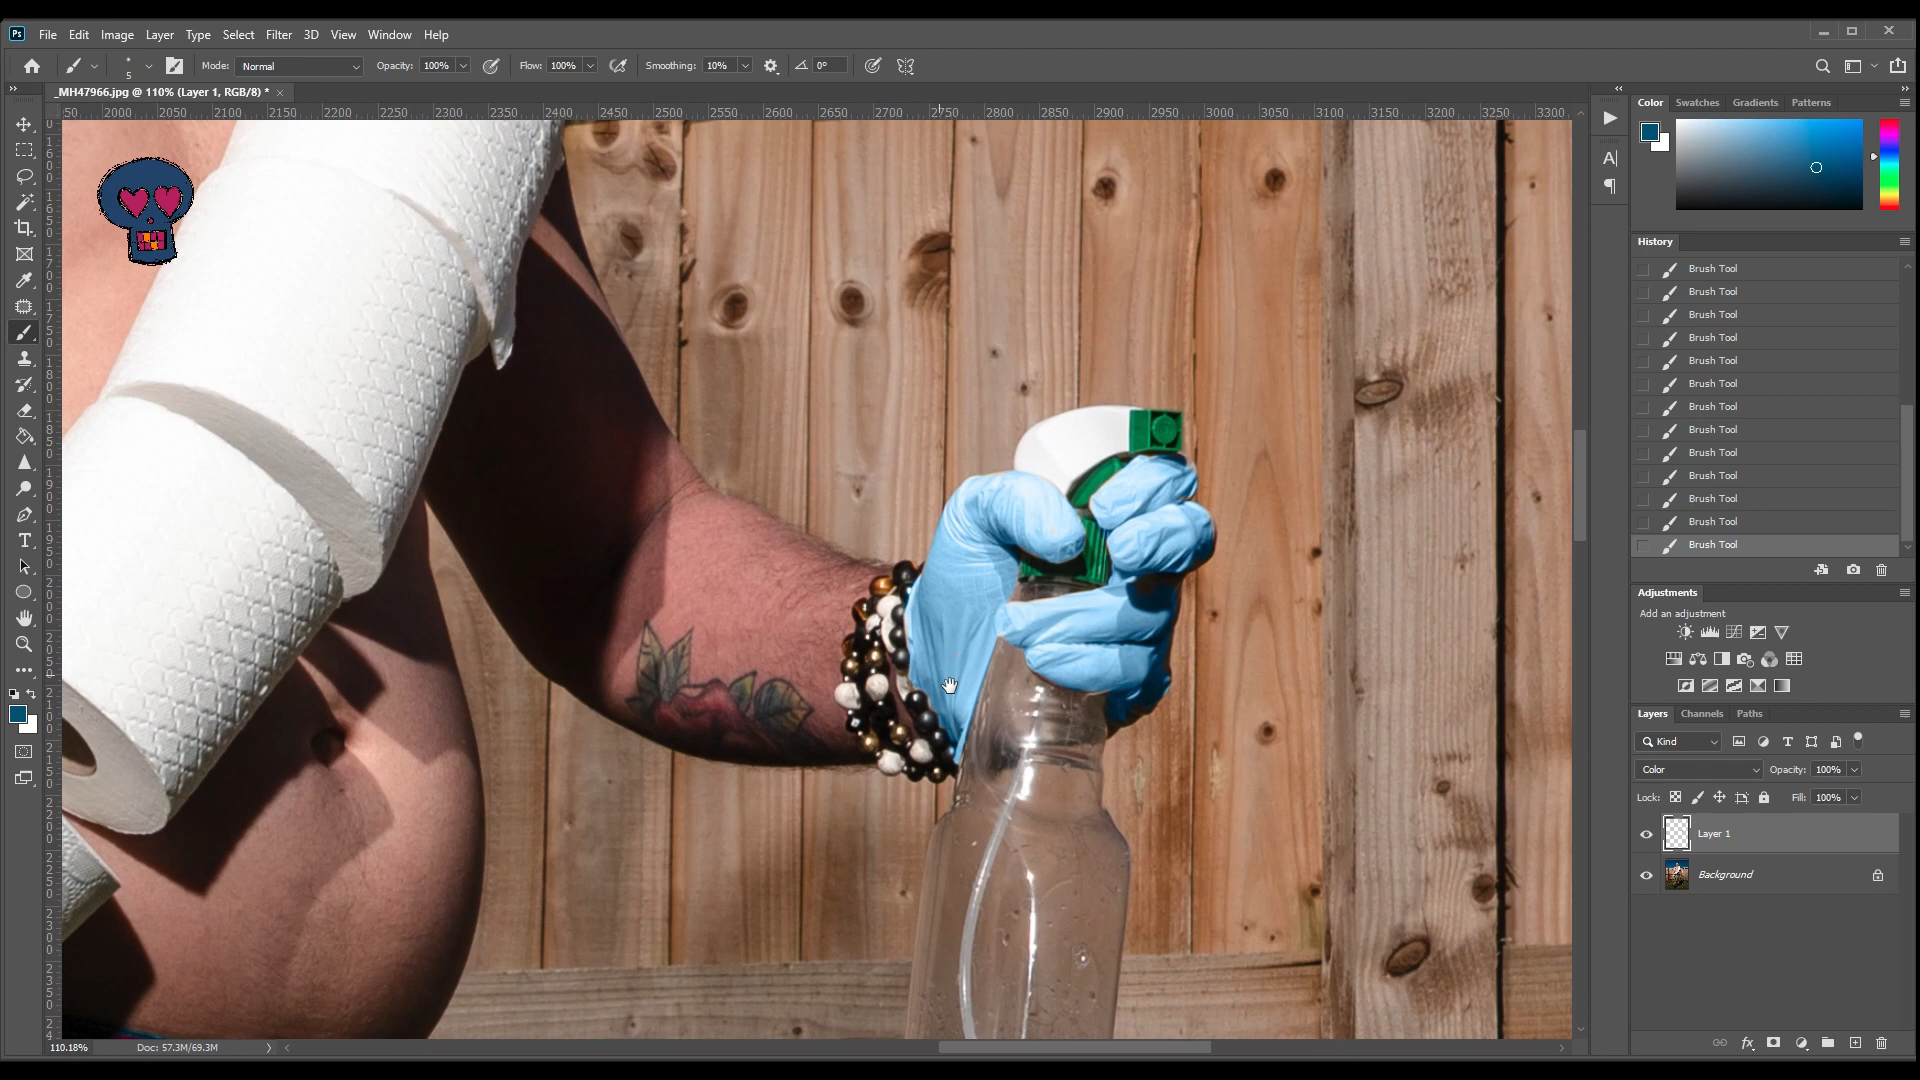 Ps File Edit Image Layer Type Select Filter 3D View Window Help
5 Mode: Normal Opacity: 100% Flow: 100% Smoothing: 10% 0°
_MH47966.jpg @ 110% (Layer 1, RGB/8) * ×
50 2000 2050 2100 2150 2200 2250 2300 2350 2400 2450 2500 2550 2600 2650 2700 2750 2800 2850 2900 2950 3000 3050 3100 3150 3200 3250 3300
Color Swatches Gradients Patterns
History
Brush Tool
Brush Tool
Brush Tool
Brush Tool
Brush Tool
Brush Tool
Brush Tool
Brush Tool
Brush Tool
Brush Tool
Brush Tool
Brush Tool
Brush Tool
Adjustments
Add an adjustment
Layers Channels Paths
Kind
Color Opacity: 100%
Lock: Fill: 100%
Layer 1
Background
fx
110.18% Doc: 57.3M/69.3M